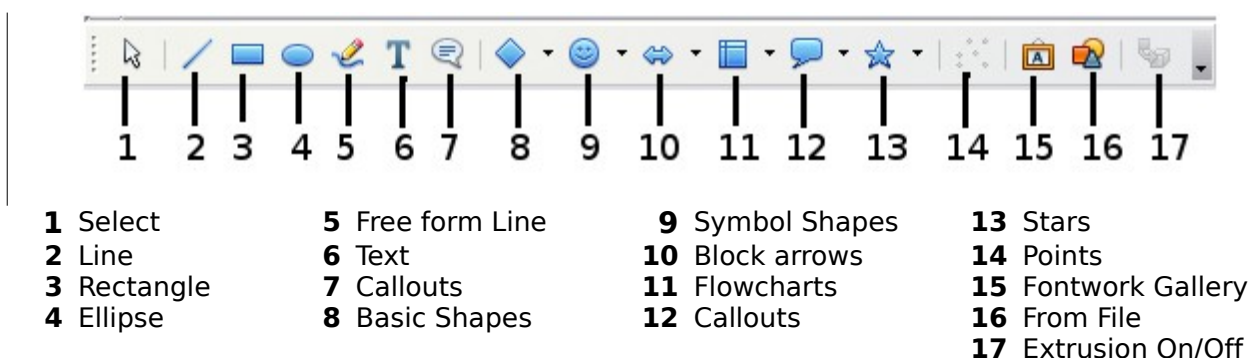 T
A
1 2 3 4 5 6 7 8 9 10 11 12 13 14 15 16 17
1 Select
2 Line
3 Rectangle
4 Ellipse
5 Free form Line
6 Text
7 Callouts
8 Basic Shapes
9 Symbol Shapes
10 Block arrows
11 Flowcharts
12 Callouts
13 Stars
14 Points
15 Fontwork Gallery
16 From File
17 Extrusion On/Off